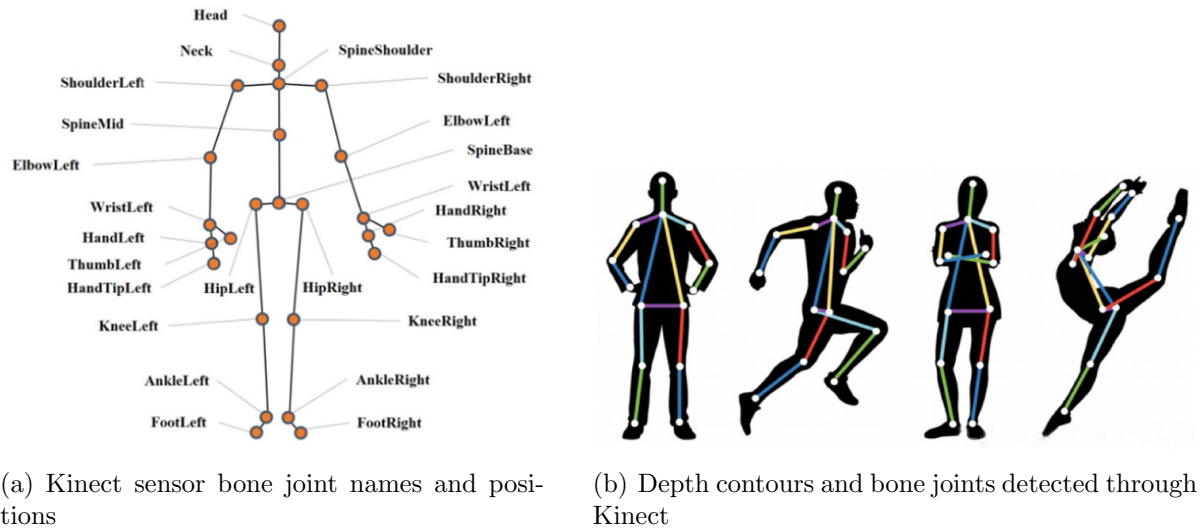 Head
Neck
SpineShoulder
ShoulderLeft
ShoulderRight
SpineMid
ElbowLeft
ElbowLeft
SpineBase
WristLeft
WristLeft
HandRight
HandLeft
ThumbRight
ThumbLeft
HandTipRight
HandTipLeft
HipLeft
HipRight
KneeLeft
KneeRight
AnkleLeft
AnkleRight
FootLeft
FootRight
(a) Kinect sensor bone joint names and posi-
tions
(b) Depth contours and bone joints detected through
Kinect